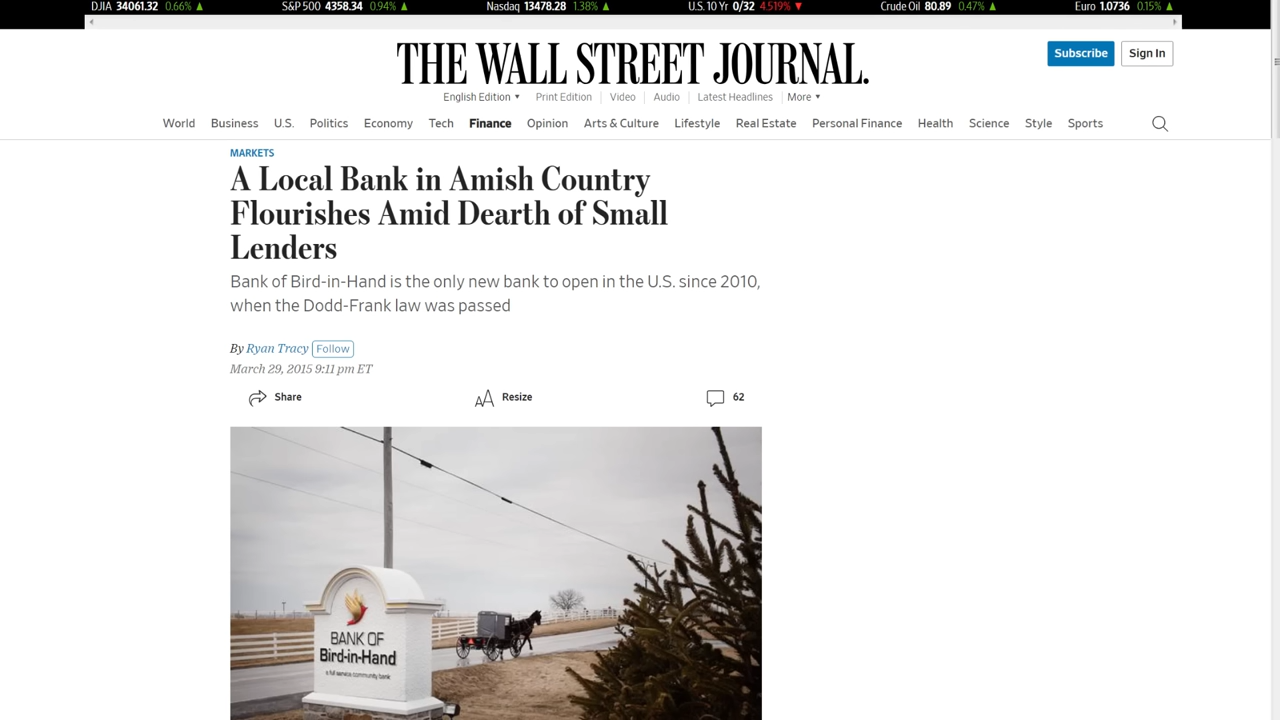 DJIA 34061.32 0.66% ▲ S&P 500 4358.34 0.94% ▲ Nasdaq 13478.28 1.38% ▲ U.S. 10 Yr 0/32 4.519% ▼ Crude Oil 80.89 0.47% ▲ Euro 1.0736 0.15% ▲
THE WALL STREET JOURNAL.
Subscribe Sign In
English Edition ▼ Print Edition Video Audio Latest Headlines More ▼
World Business U.S. Politics Economy Tech Finance Opinion Arts & Culture Lifestyle Real Estate Personal Finance Health Science Style Sports
MARKETS
A Local Bank in Amish Country
Flourishes Amid Dearth of Small
Lenders
Bank of Bird-in-Hand is the only new bank to open in the U.S. since 2010,
when the Dodd-Frank law was passed
By Ryan Tracy Follow
March 29, 2015 9:11 pm ET
Share AA Resize 62
BANK OF
Bird-in-Hand
a full service community bank